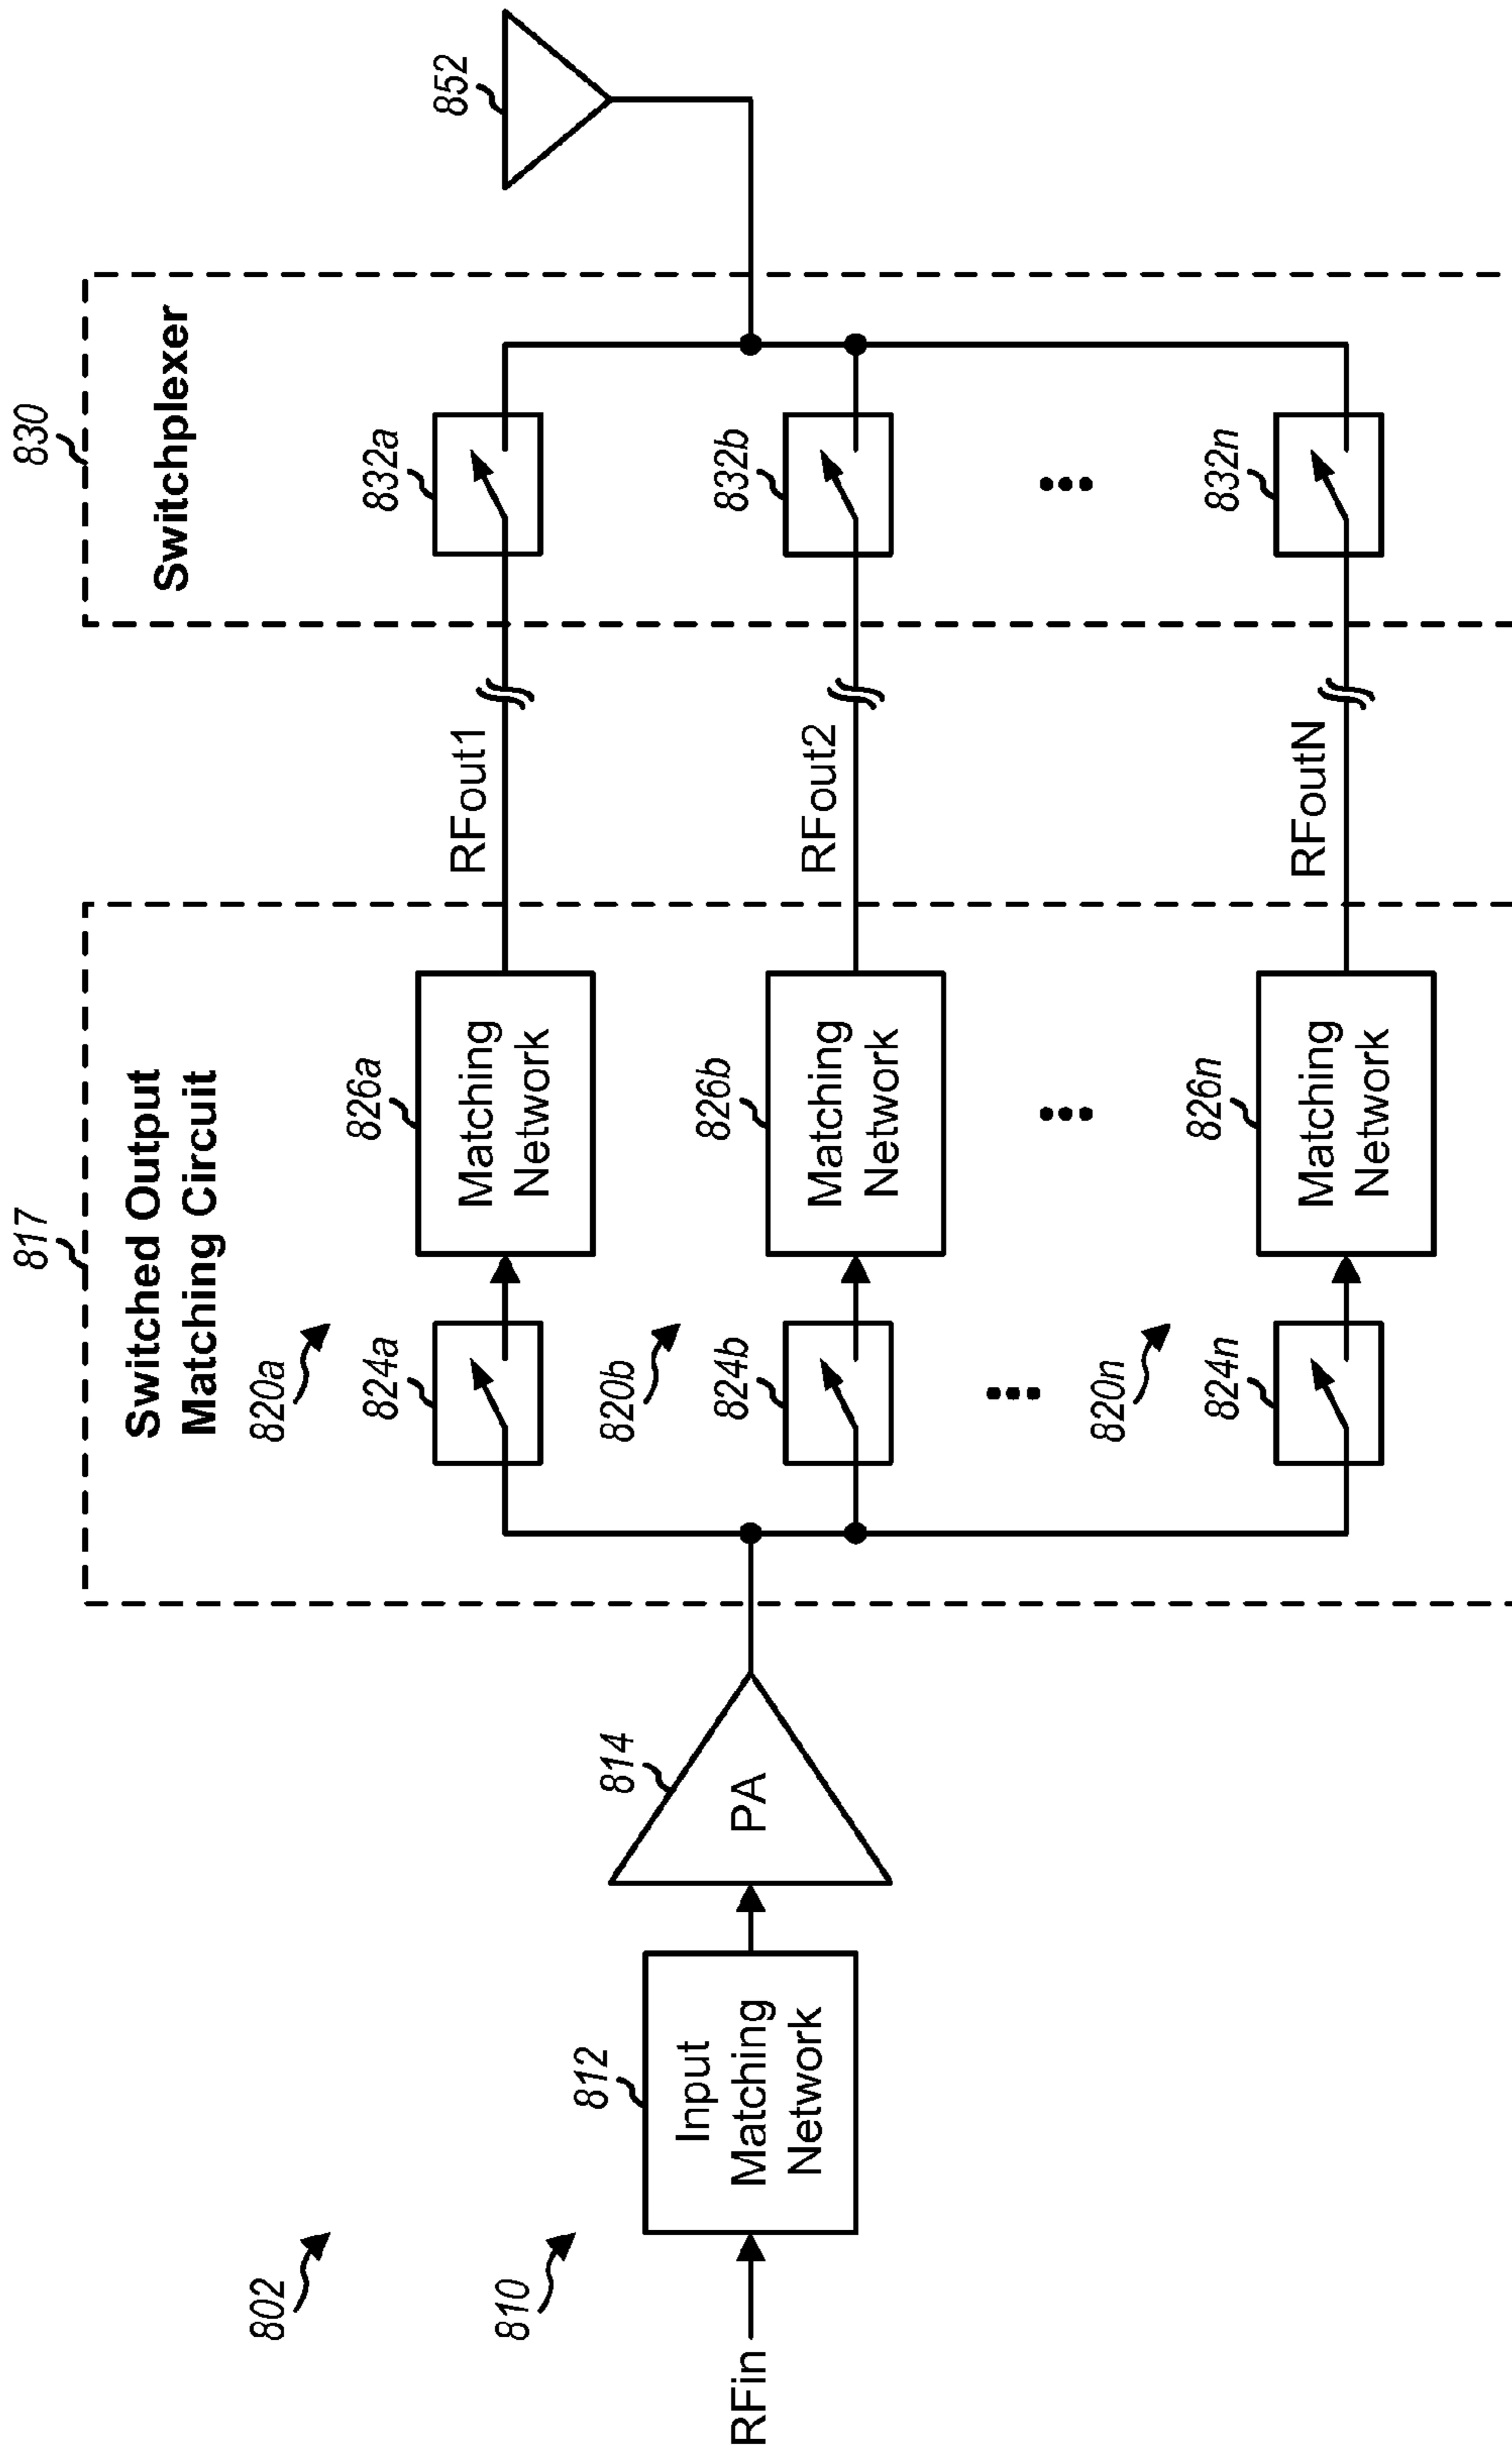 802
810
RFin
812
Input
Matching
Network
814
PA
817
Switched Output
Matching Circuit
820a
824a
826a
Matching
Network
RFout1
820b
824b
826b
Matching
Network
RFout2
820n
824n
826n
Matching
Network
RFoutN
830
Switchplexer
832a
832b
832n
852